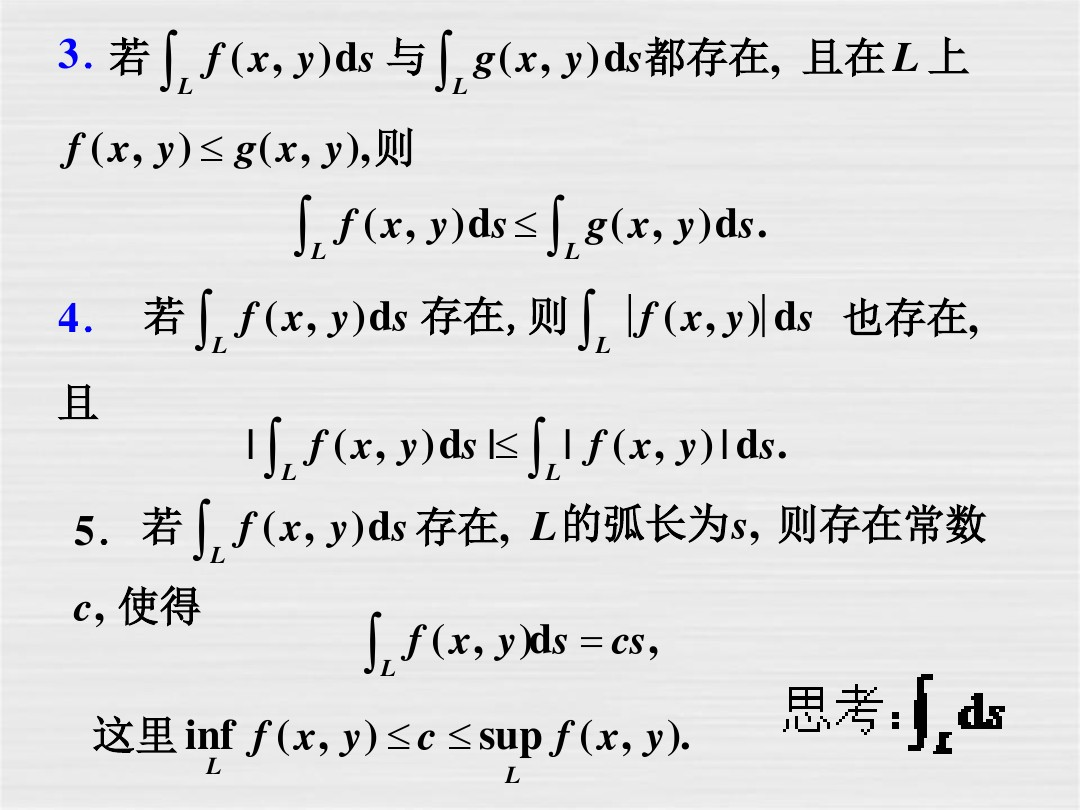 3. 若 ∫_L f(x, y)ds 与 ∫_L g(x, y)ds都存在, 且在 L 上
f(x, y) ≤ g(x, y),则
∫_L f(x, y)ds ≤ ∫_L g(x, y)ds.
4. 若 ∫_L f(x, y)ds 存在, 则 ∫_L |f(x, y)| ds 也存在,
且
|∫_L f(x, y)ds| ≤ ∫_L | f(x, y) | ds.
5. 若 ∫_L f(x, y)ds 存在, L的弧长为s, 则存在常数
c, 使得
∫_L f(x, y)ds = cs,
这里 inf_L f(x, y) ≤ c ≤ sup_L f(x, y).
思考:∫_L ds